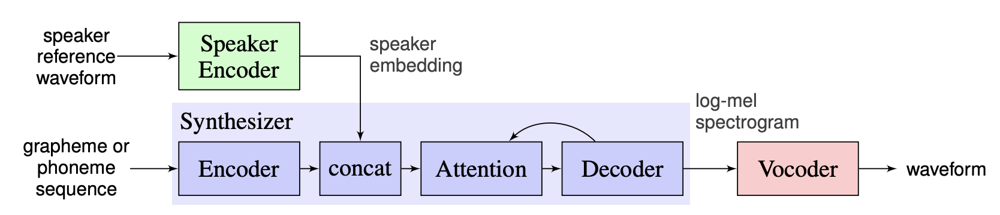 speaker
reference
waveform
Speaker
Encoder
speaker
embedding
Synthesizer
log-mel
spectrogram
grapheme or
phoneme
sequence
Encoder
concat
Attention
Decoder
Vocoder
waveform